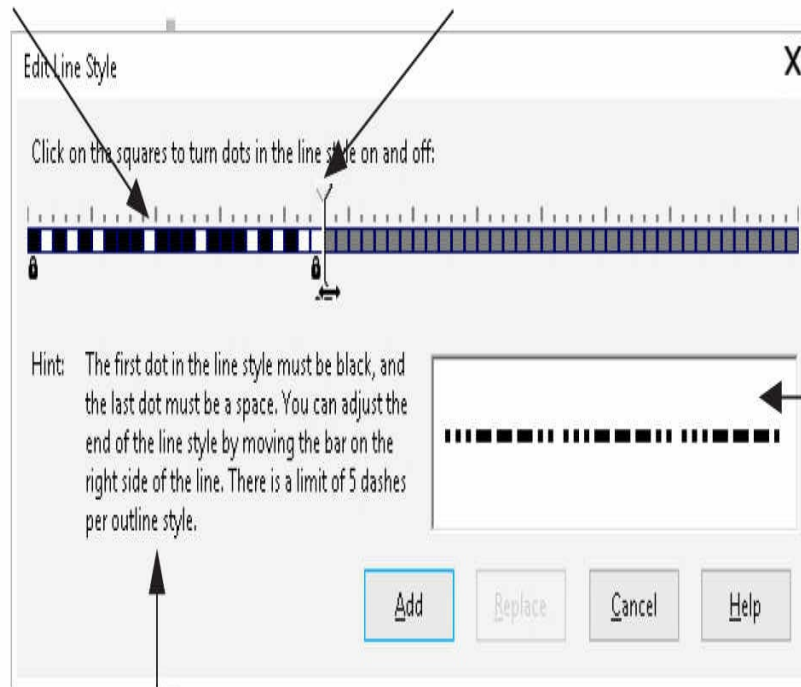 Edit Line Style
X
Click on the squares to turn dots in the line style on and off:
Hint: The first dot in the line style must be black, and
the last dot must be a space. You can adjust the
end of the line style by moving the bar on the
right side of the line. There is a limit of 5 dashes
per outline style.
Add Replace Cancel Help